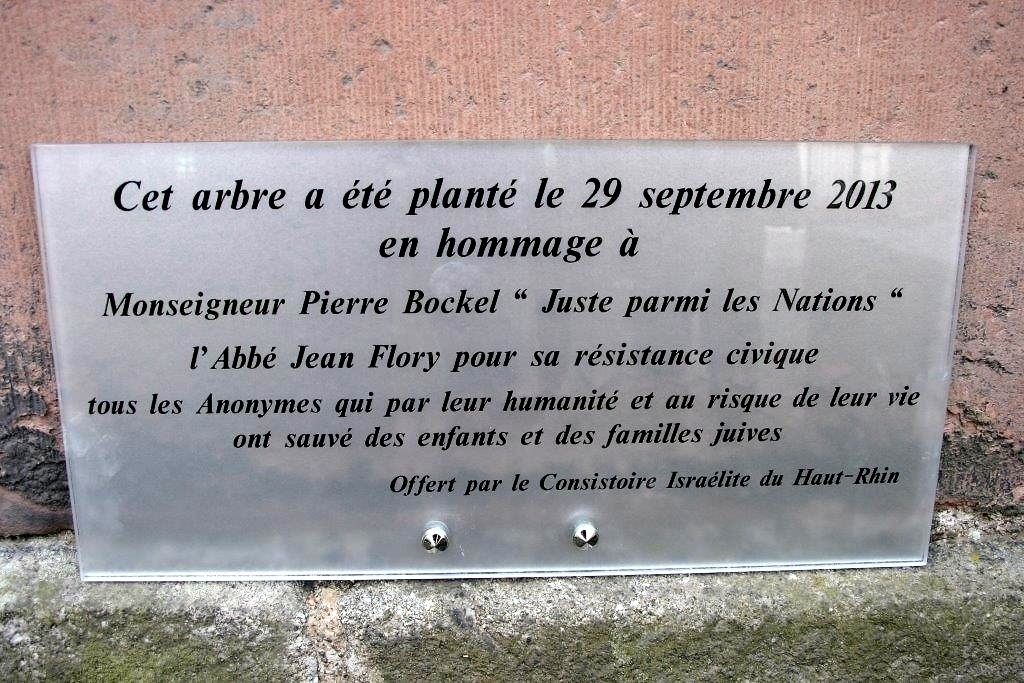 Cet arbre a été planté le 29 septembre 2013
en hommage à
Monseigneur Pierre Bockel “ Juste parmi les Nations “
l'Abbé Jean Flory pour sa résistance civique
tous les Anonymes qui par leur humanité et au risque de leur vie
ont sauvé des enfants et des familles juives
Offert par le Consistoire Israélite du Haut-Rhin